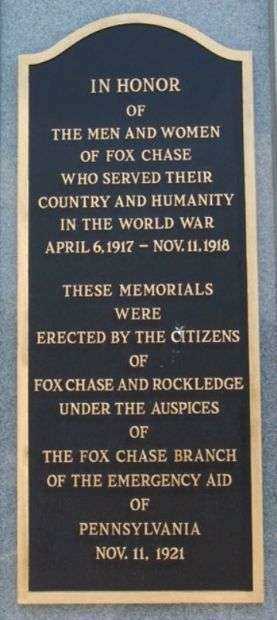 IN HONOR
OF
THE MEN AND WOMEN
OF FOX CHASE
WHO SERVED THEIR
COUNTRY AND HUMANITY
IN THE WORLD WAR
APRIL 6, 1917 – NOV. 11, 1918
THESE MEMORIALS
WERE
ERECTED BY THE CITIZENS
OF
FOX CHASE AND ROCKLEDGE
UNDER THE AUSPICES
OF
THE FOX CHASE BRANCH
OF THE EMERGENCY AID
OF
PENNSYLVANIA
NOV. 11, 1921